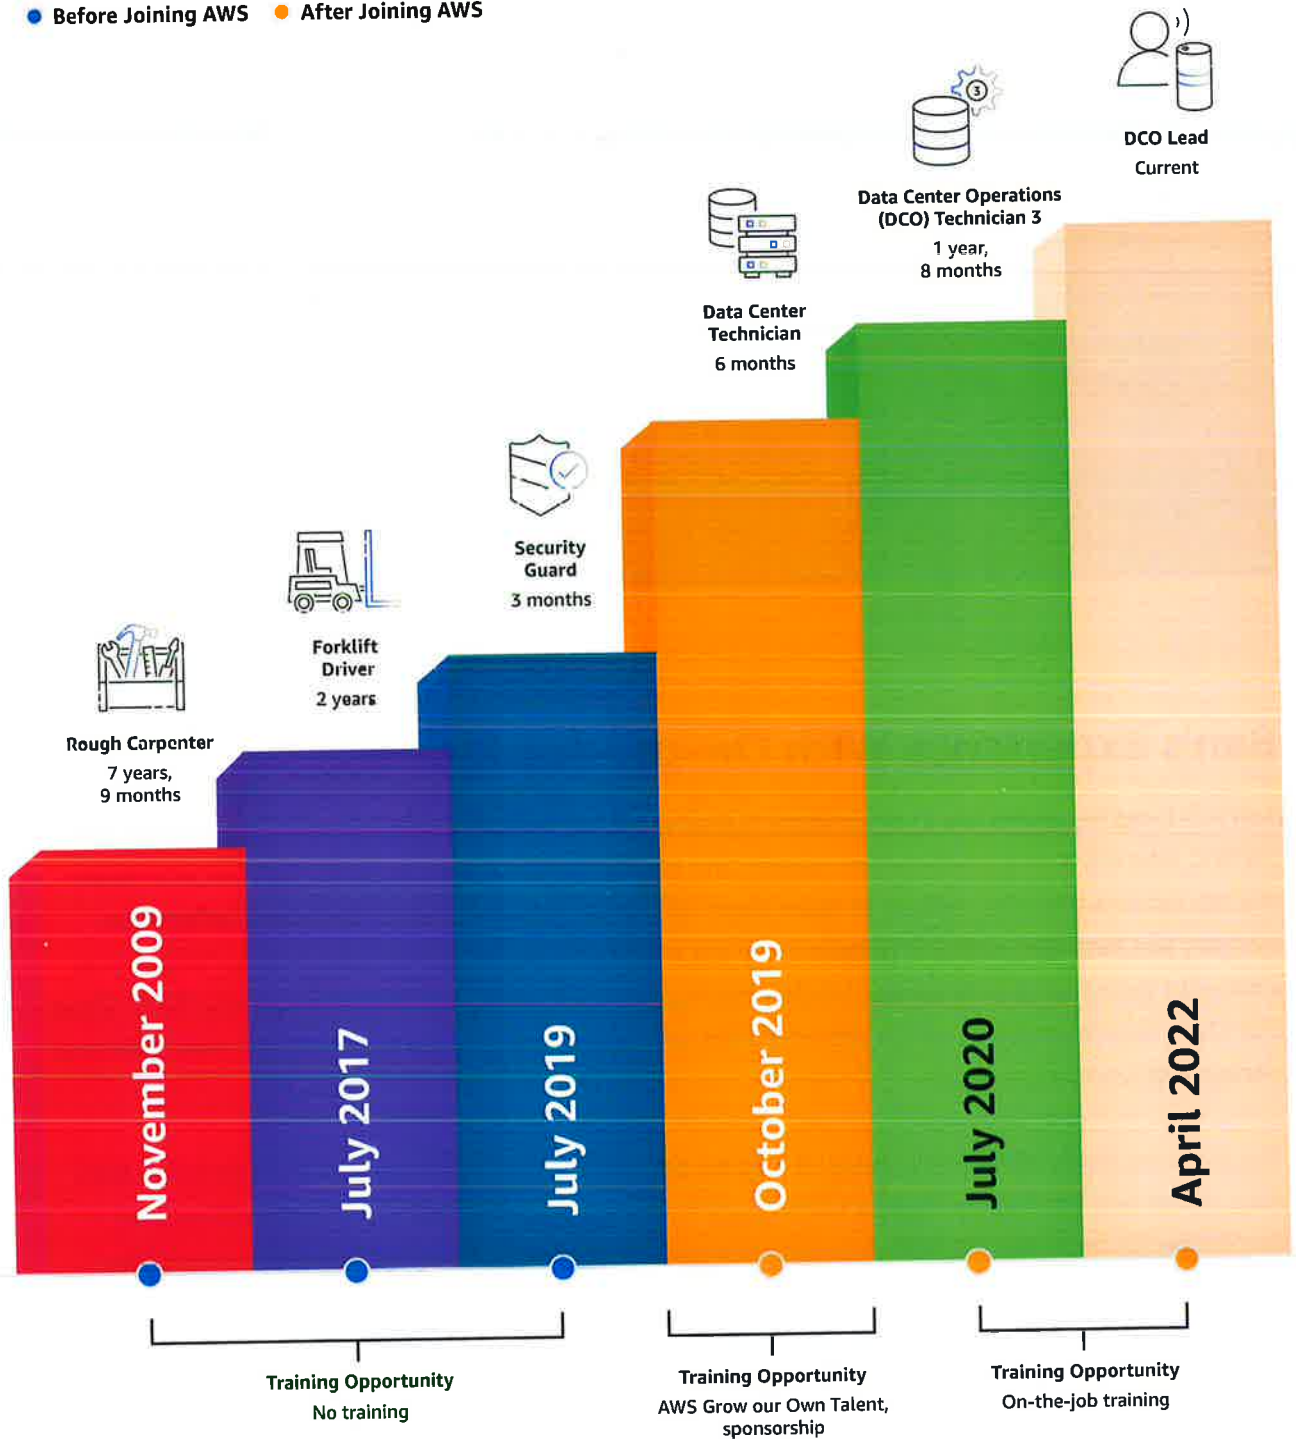 Before Joining AWS
After Joining AWS
DCO Lead
Current
3
Data Center Operations
(DCO) Technician 3
1 year,
8 months
Data Center
Technician
6 months
Security
Guard
3 months
Forklift
Driver
2 years
Rough Carpenter
7 years,
9 months
November 2009
July 2017
July 2019
October 2019
July 2020
April 2022
Training Opportunity
No training
Training Opportunity
AWS Grow our Own Talent,
sponsorship
Training Opportunity
On-the-job training